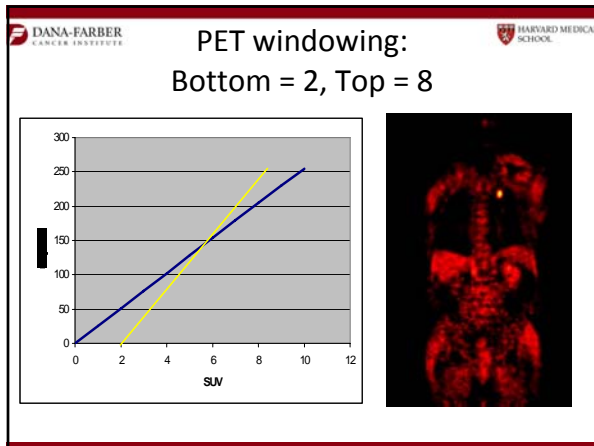 DANA-FARBER
CANCER INSTITUTE
HARVARD MEDICA
SCHOOL
PET windowing:
Bottom = 2, Top = 8
300
250
200
150
100
50
0
0 2 4 6 8 10 12
SUV